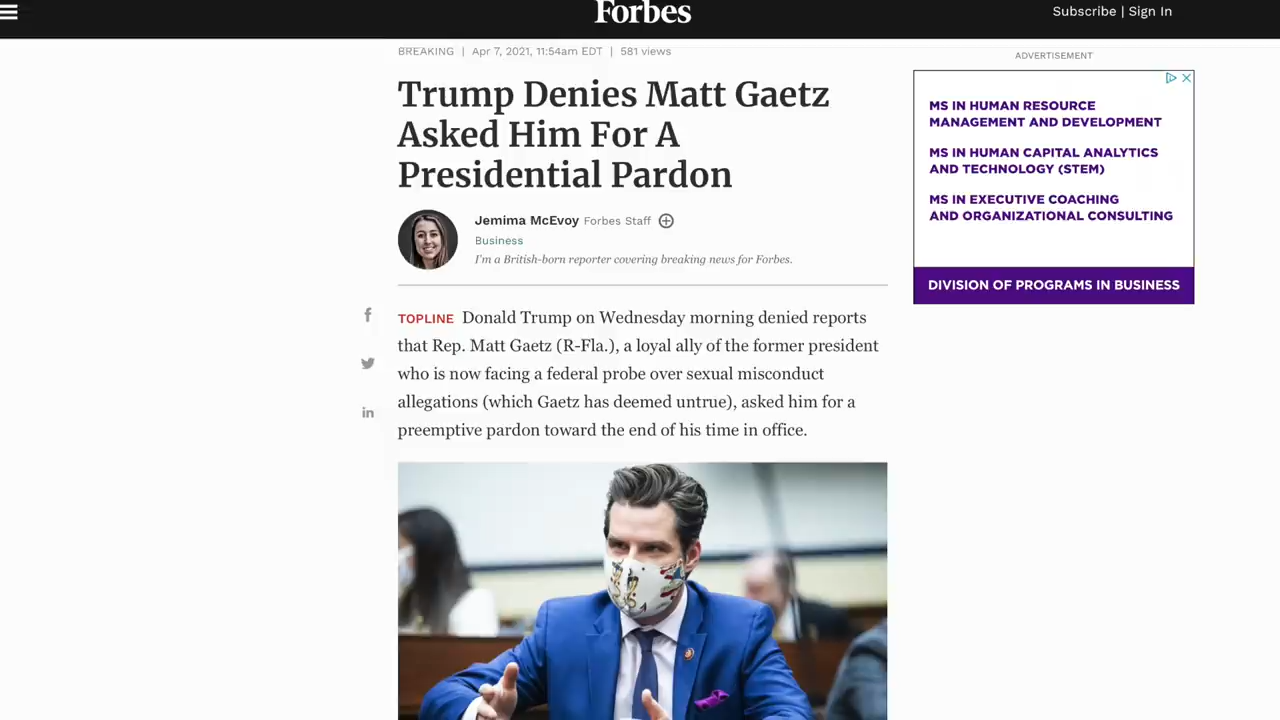 Forbes
Subscribe | Sign In
BREAKING | Apr 7, 2021, 11:54am EDT | 581 views
Trump Denies Matt Gaetz
Asked Him For A
Presidential Pardon
Jemima McEvoy Forbes Staff
Business
I'm a British-born reporter covering breaking news for Forbes.
TOPLINE Donald Trump on Wednesday morning denied reports
that Rep. Matt Gaetz (R-Fla.), a loyal ally of the former president
who is now facing a federal probe over sexual misconduct
allegations (which Gaetz has deemed untrue), asked him for a
preemptive pardon toward the end of his time in office.
ADVERTISEMENT
MS IN HUMAN RESOURCE
MANAGEMENT AND DEVELOPMENT
MS IN HUMAN CAPITAL ANALYTICS
AND TECHNOLOGY (STEM)
MS IN EXECUTIVE COACHING
AND ORGANIZATIONAL CONSULTING
DIVISION OF PROGRAMS IN BUSINESS